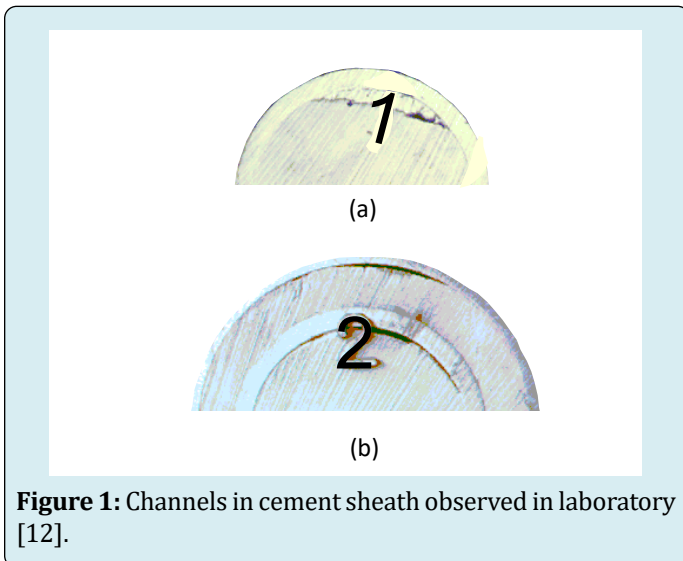 1
(a)
2
(b)
Figure 1: Channels in cement sheath observed in laboratory
[12].